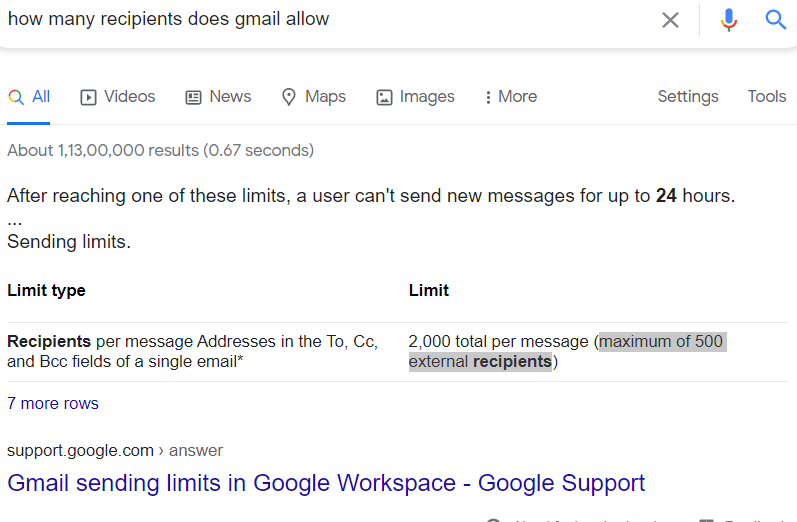 how many recipients does gmail allow
All Videos News Maps Images More Settings Tools
About 1,13,00,000 results (0.67 seconds)
After reaching one of these limits, a user can't send new messages for up to 24 hours.
...
Sending limits.
Limit type Limit
Recipients per message Addresses in the To, Cc, 2,000 total per message (maximum of 500
and Bcc fields of a single email* external recipients)
7 more rows
support.google.com › answer
Gmail sending limits in Google Workspace - Google Support